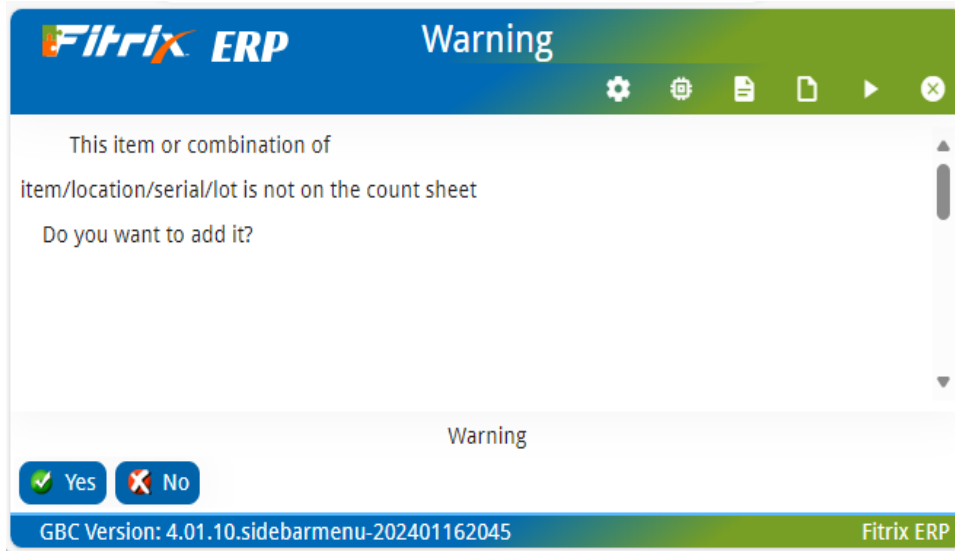 Fitrix ERP Warning
This item or combination of
item/location/serial/lot is not on the count sheet
Do you want to add it?
Warning
Yes No
GBC Version: 4.01.10.sidebarmenu-202401162045 Fitrix ERP